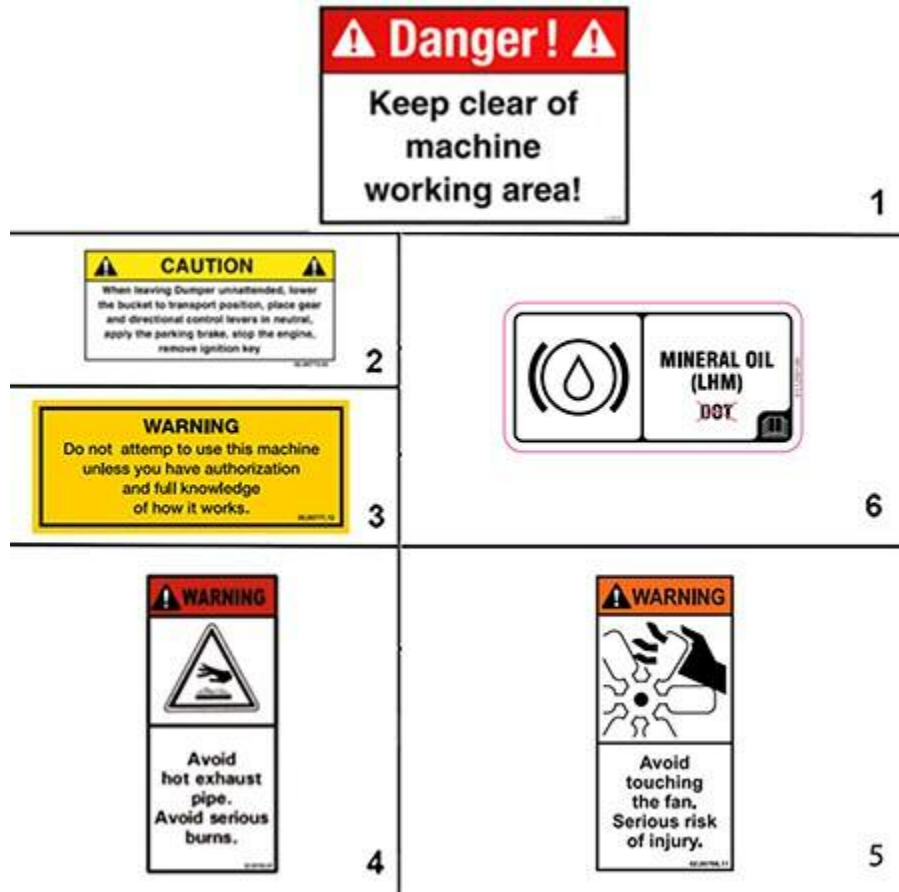 Danger!
Keep clear of
machine
working area!
1
CAUTION
When leaving Dumper unnattended, lower
the bucket to transport position, place gear
and directional control levers in neutral,
apply the parking brake, stop the engine,
remove ignition key
2
WARNING
Do not attemp to use this machine
unless you have authorization
and full knowledge
of how it works.
3
MINERAL OIL
(LHM)
DOT
6
WARNING
Avoid
hot exhaust
pipe.
Avoid serious
burns.
4
WARNING
Avoid
touching
the fan.
Serious risk
of injury.
5